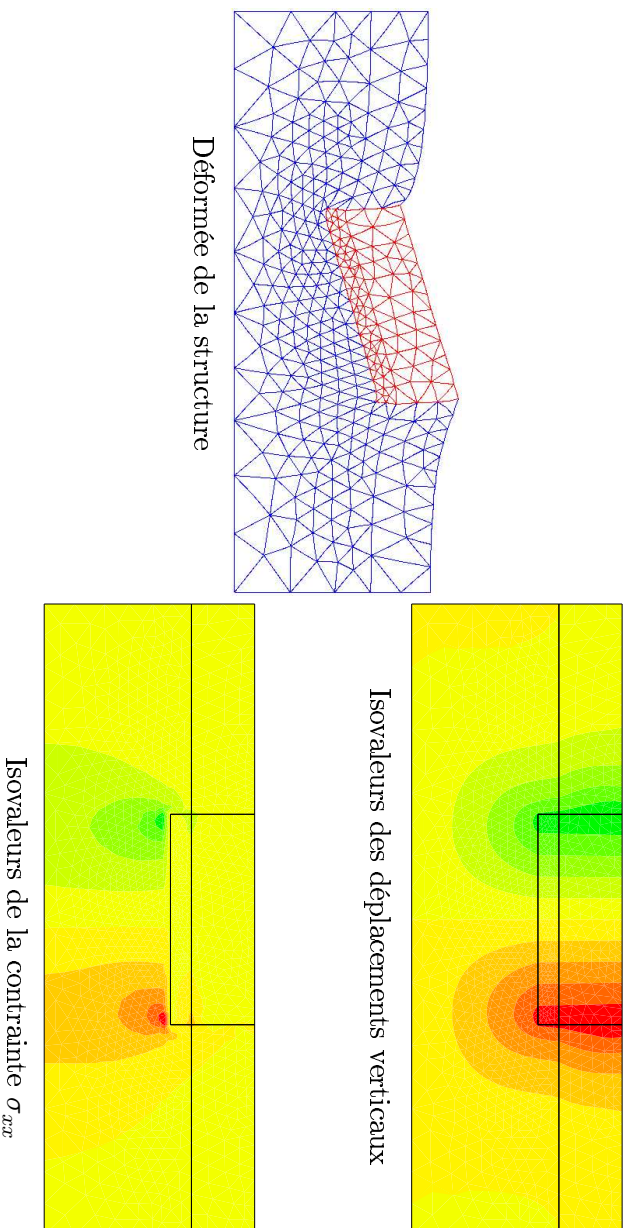 Déformée de la structure
Isovaleurs des déplacements verticaux
Isovaleurs de la contrainte σxx